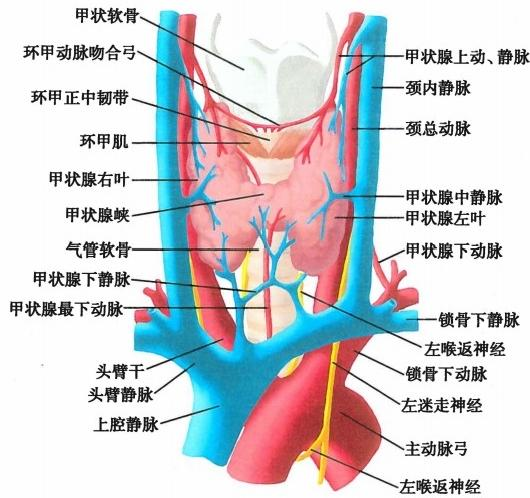 甲状软骨
环甲动脉吻合弓
环甲正中韧带
环甲肌
甲状腺右叶
甲状腺峡
气管软骨
甲状腺下静脉
甲状腺最下动脉
头臂干
头臂静脉
上腔静脉
甲状腺上动、静脉
颈内静脉
颈总动脉
甲状腺中静脉
甲状腺左叶
甲状腺下动脉
锁骨下静脉
左喉返神经
锁骨下动脉
左迷走神经
主动脉弓
左喉返神经